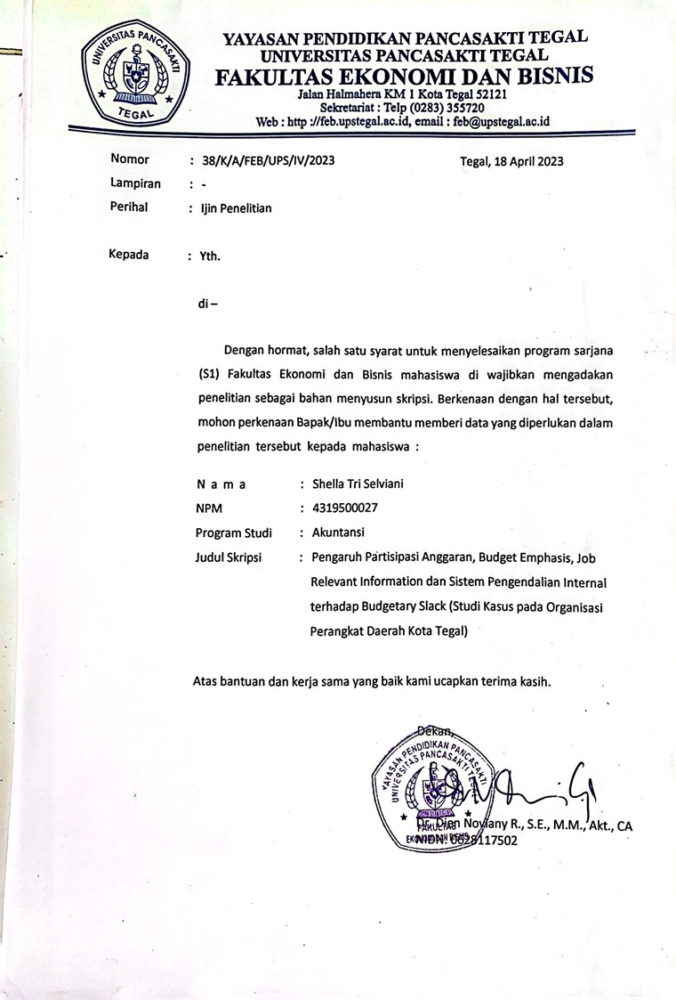 UNIVERSITAS PANCASAKTI
TEGAL
YAYASAN PENDIDIKAN PANCASAKTI TEGAL
UNIVERSITAS PANCASAKTI TEGAL
FAKULTAS EKONOMI DAN BISNIS
Jalan Halmahera KM 1 Kota Tegal 52121
Sekretariat : Telp (0283) 355720
Web : http ://feb.upstegal.ac.id, email : feb@upstegal.ac.id
Nomor : 38/K/A/FEB/UPS/IV/2023 Tegal, 18 April 2023
Lampiran : -
Perihal : Ijin Penelitian
Kepada : Yth.
di –
Dengan hormat, salah satu syarat untuk menyelesaikan program sarjana
(S1) Fakultas Ekonomi dan Bisnis mahasiswa di wajibkan mengadakan
penelitian sebagai bahan menyusun skripsi. Berkenaan dengan hal tersebut,
mohon perkenaan Bapak/Ibu membantu memberi data yang diperlukan dalam
penelitian tersebut kepada mahasiswa :
N a m a : Shella Tri Selviani
NPM : 4319500027
Program Studi : Akuntansi
Judul Skripsi : Pengaruh Partisipasi Anggaran, Budget Emphasis, Job
Relevant Information dan Sistem Pengendalian Internal
terhadap Budgetary Slack (Studi Kasus pada Organisasi
Perangkat Daerah Kota Tegal)
Atas bantuan dan kerja sama yang baik kami ucapkan terima kasih.
Dekan,
YAYASAN PENDIDIKAN PANCASAKTI
UNIVERSITAS PANCASAKTI
FAKULTAS
EKONOMI DAN BISNIS
Dr. Dien Noviany R., S.E., M.M., Akt., CA
NIDN. 0628117502